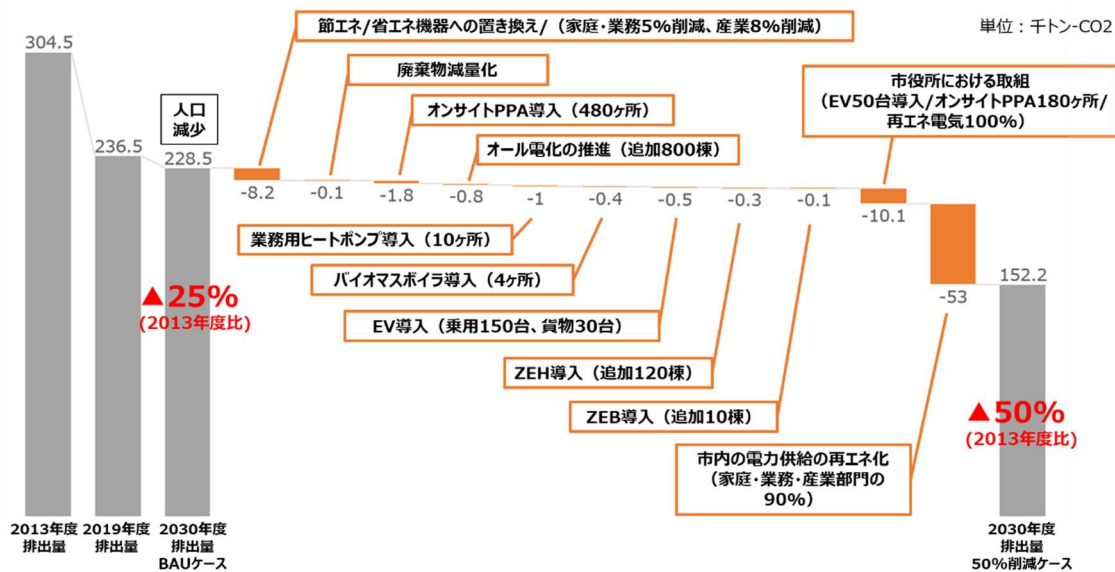 節エネ/省エネ機器への置き換え/（家庭・業務5%削減、産業8%削減）
単位：千トン-CO2
304.5
廃棄物減量化
市役所における取組
（EV50台導入/オンサイトPPA180ヶ所/
再エネ電気100%）
人口
減少
オンサイトPPA導入（480ヶ所）
236.5
228.5
オール電化の推進（追加800棟）
-8.2
-0.1
-1.8
-0.8
-1
-0.4
-0.5
-0.3
-0.1
-10.1
業務用ヒートポンプ導入（10ヶ所）
バイオマスボイラ導入（4ヶ所）
152.2
▲25%
(2013年度比)
-53
EV導入（乗用150台、貨物30台）
ZEH導入（追加120棟）
ZEB導入（追加10棟）
▲50%
(2013年度比)
市内の電力供給の再エネ化
（家庭・業務・産業部門の
90%）
2013年度
排出量
2019年度
排出量
2030年度
排出量
BAUケース
2030年度
排出量
50%削減ケース